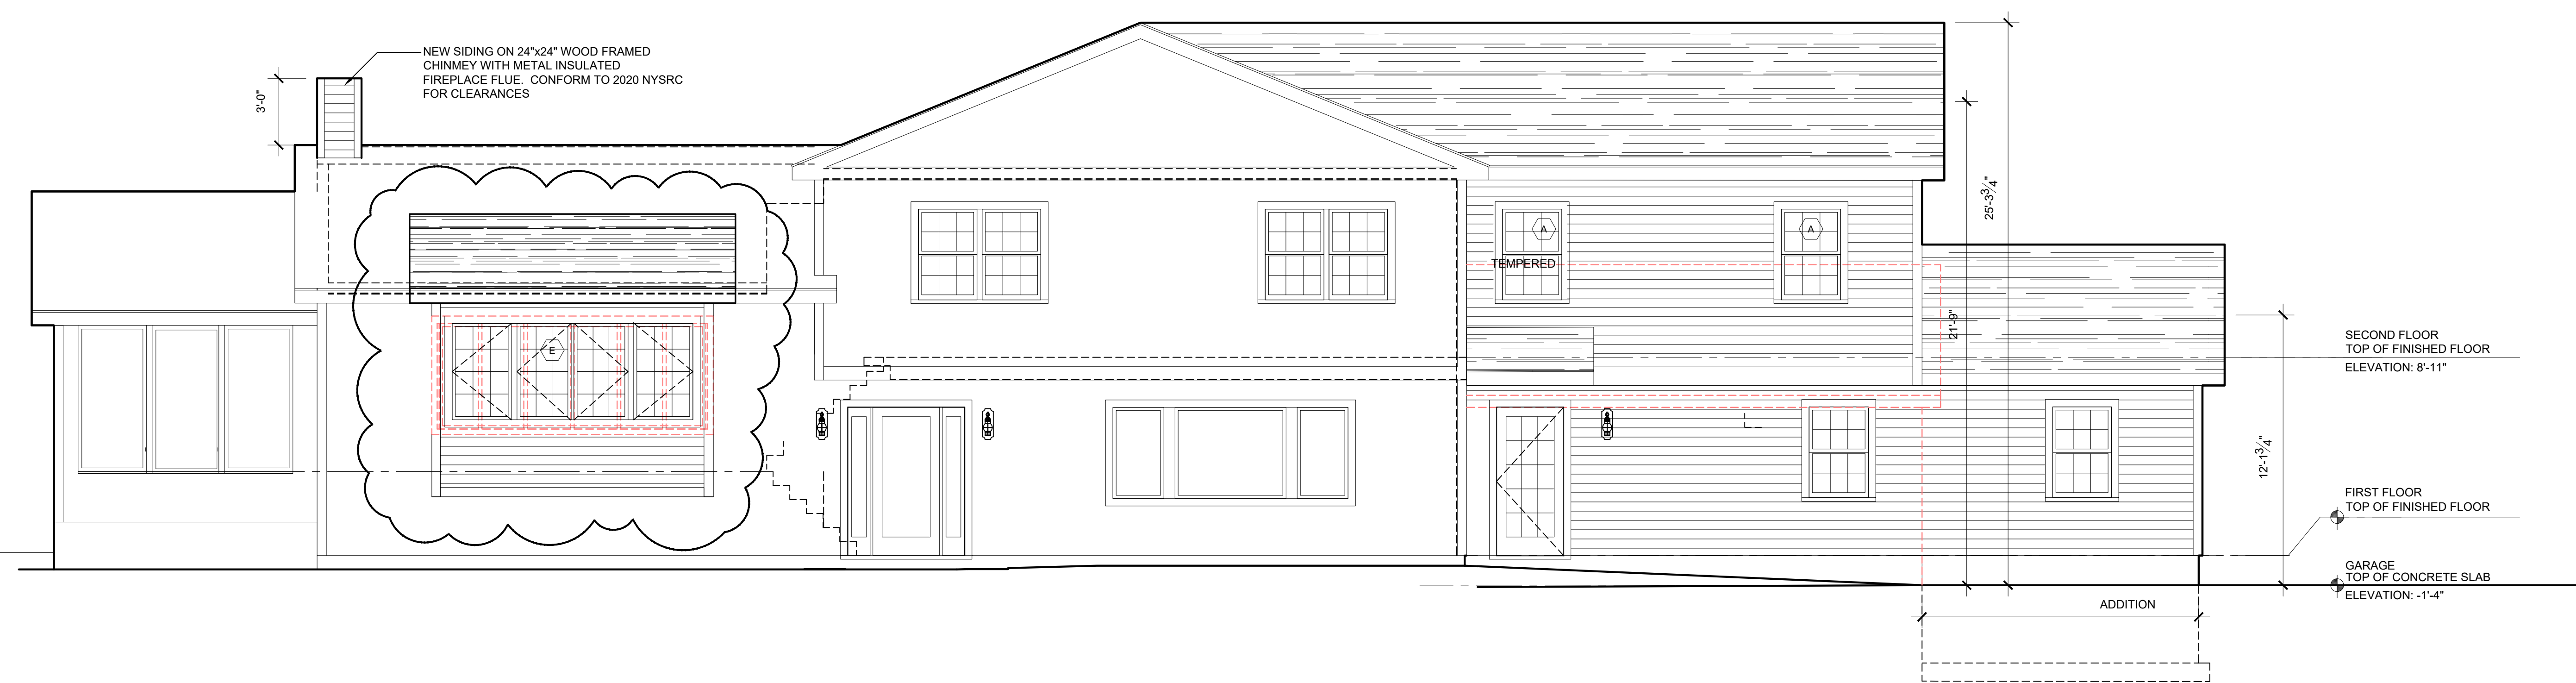 NEW SIDING ON 24"x24" WOOD FRAMED
CHINMEY WITH METAL INSULATED
FIREPLACE FLUE. CONFORM TO 2020 NYSRC
FOR CLEARANCES
3'-0"
A
A
TEMPERED
E
25'-3 3/4"
21'-9"
12'-1 3/4"
SECOND FLOOR
TOP OF FINISHED FLOOR
ELEVATION: 8'-11"
FIRST FLOOR
TOP OF FINISHED FLOOR
GARAGE
TOP OF CONCRETE SLAB
ELEVATION: -1'-4"
ADDITION